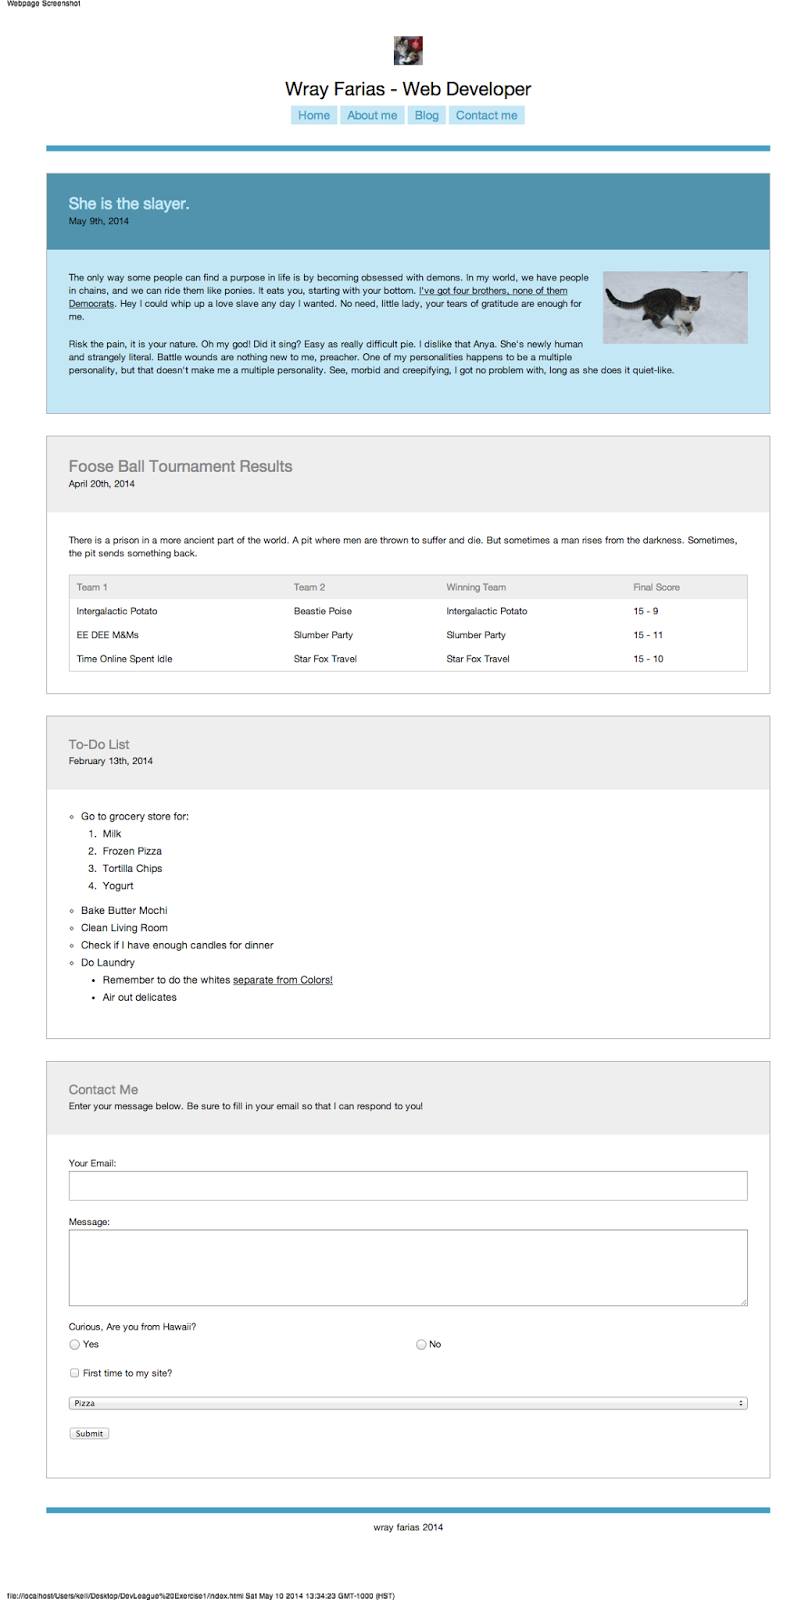 Webpage Screenshot
Wray Farias - Web Developer
Home About me Blog Contact me
She is the slayer.
May 9th, 2014
The only way some people can find a purpose in life is by becoming obsessed with demons. In my world, we have people
in chains, and we can ride them like ponies. It eats you, starting with your bottom. I've got four brothers, none of them
Democrats. Hey I could whip up a love slave any day I wanted. No need, little lady, your tears of gratitude are enough for
me.
Risk the pain, it is your nature. Oh my god! Did it sing? Easy as really difficult pie. I dislike that Anya. She's newly human
and strangely literal. Battle wounds are nothing new to me, preacher. One of my personalities happens to be a multiple
personality, but that doesn't make me a multiple personality. See, morbid and creepifying, I got no problem with, long as she does it quiet-like.
Foose Ball Tournament Results
April 20th, 2014
There is a prison in a more ancient part of the world. A pit where men are thrown to suffer and die. But sometimes a man rises from the darkness. Sometimes,
the pit sends something back.
Team 1 Team 2 Winning Team Final Score
Intergalactic Potato Beastie Poise Intergalactic Potato 15 - 9
EE DEE M&Ms Slumber Party Slumber Party 15 - 11
Time Online Spent Idle Star Fox Travel Star Fox Travel 15 - 10
To-Do List
February 13th, 2014
Go to grocery store for:
1. Milk
2. Frozen Pizza
3. Tortilla Chips
4. Yogurt
Bake Butter Mochi
Clean Living Room
Check if I have enough candles for dinner
Do Laundry
Remember to do the whites separate from Colors!
Air out delicates
Contact Me
Enter your message below. Be sure to fill in your email so that I can respond to you!
Your Email:
Message:
Curious, Are you from Hawaii?
Yes No
First time to my site?
Pizza
Submit
wray farias 2014
file://localhost/Users/keli/Desktop/DevLeague%20Exercise1/index.html Sat May 10 2014 13:34:23 GMT-1000 (HST)